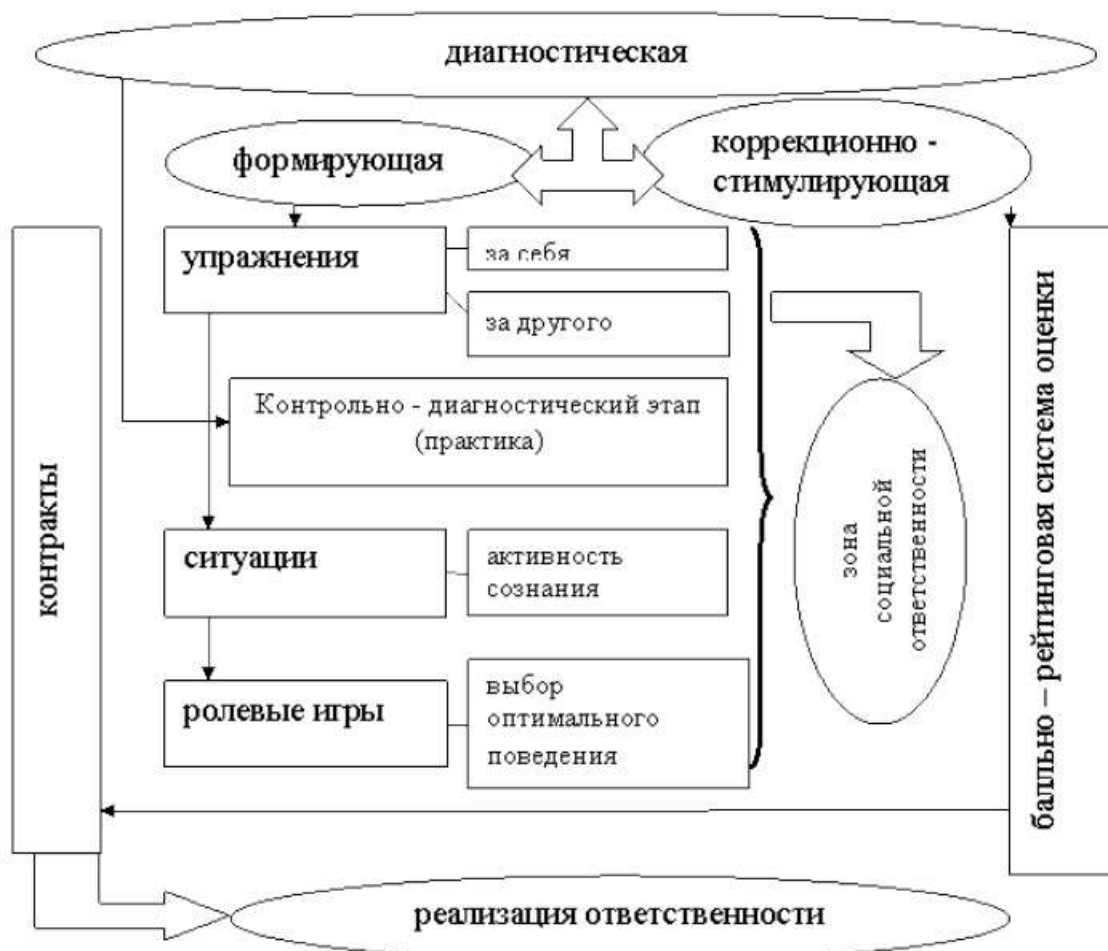 диагностическая
формирующая
коррекционно -
стимулирующая
упражнения
за себя
за другого
Контрольно - диагностический этап
(практика)
ситуации
активность
сознания
ролевые игры
выбор
оптимального
поведения
зона
социальной
ответственности
контракты
балльно – рейтинговая система оценки
реализация ответственности